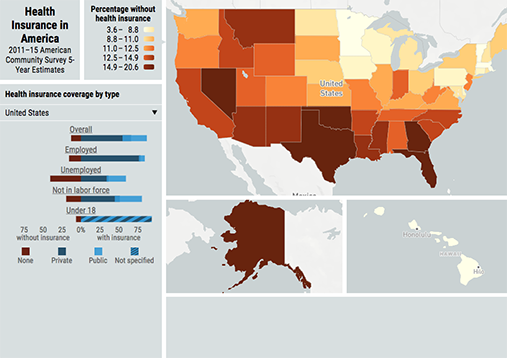 Health
Insurance in
America
2011–15 American
Community Survey 5-
Year Estimates
Percentage without
health insurance
3.6 – 8.8
8.8 – 11.0
11.0 – 12.5
12.5 – 14.9
14.9 – 20.6
Health insurance coverage by type
United States
Overall
Employed
Unemployed
Not in labor force
Under 18
75 50 25 0% 25 50 75
without insurance with insurance
None Private Public Not specified
United
States
Honolulu
HAWAII